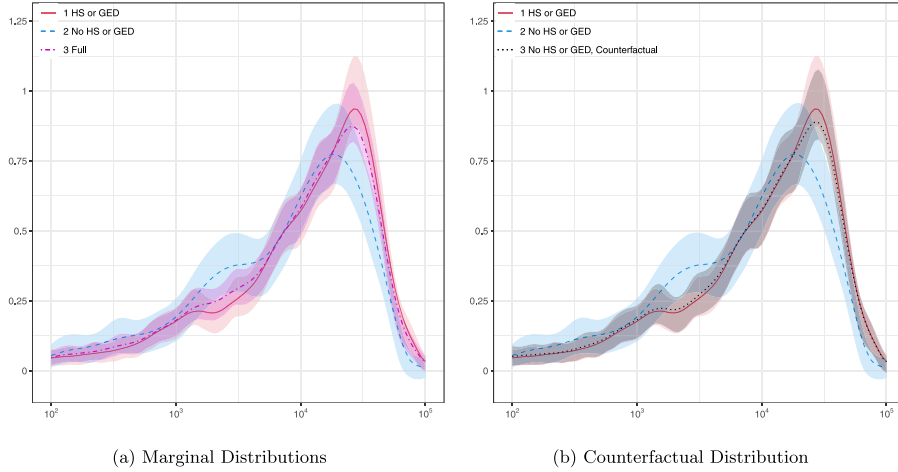 1 HS or GED
2 No HS or GED
3 Full
1.25
1
0.75
0.5
0.25
0
10² 10³ 10⁴ 10⁵
(a) Marginal Distributions
1 HS or GED
2 No HS or GED
3 No HS or GED, Counterfactual
1.25
1
0.75
0.5
0.25
0
10² 10³ 10⁴ 10⁵
(b) Counterfactual Distribution